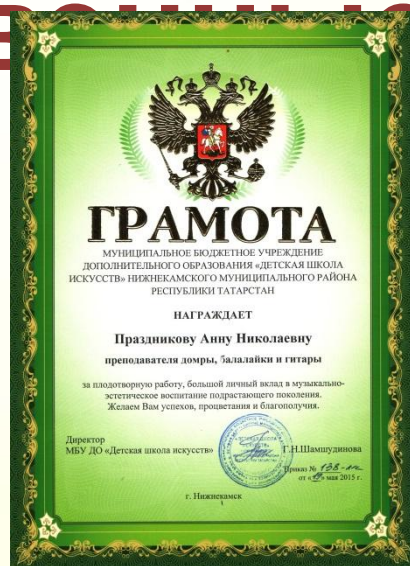 ГРАМОТА
МУНИЦИПАЛЬНОЕ БЮДЖЕТНОЕ УЧРЕЖДЕНИЕ
ДОПОЛНИТЕЛЬНОГО ОБРАЗОВАНИЯ «ДЕТСКАЯ ШКОЛА
ИСКУССТВ» НИЖНЕКАМСКОГО МУНИЦИПАЛЬНОГО РАЙОНА
РЕСПУБЛИКИ ТАТАРСТАН
НАГРАЖДАЕТ
Праздникову Анну Николаевну
преподавателя домры, балалайки и гитары
за плодотворную работу, большой личный вклад в музыкально-
эстетическое воспитание подрастающего поколения.
Желаем Вам успехов, процветания и благополучия.
Директор
МБУ ДО «Детская школа искусств» Г.Н.Шамшудинова
Приказ № 138
от мая 2015 г.
г. Нижнекамск